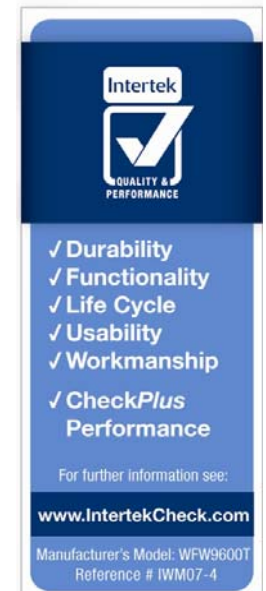 Intertek
QUALITY &
PERFORMANCE
✓ Durability
✓ Functionality
✓ Life Cycle
✓ Usability
✓ Workmanship
✓ CheckPlus
Performance
For further information see:
www.IntertekCheck.com
Manufacturer's Model: WFW9600T
Reference # IWM07-4